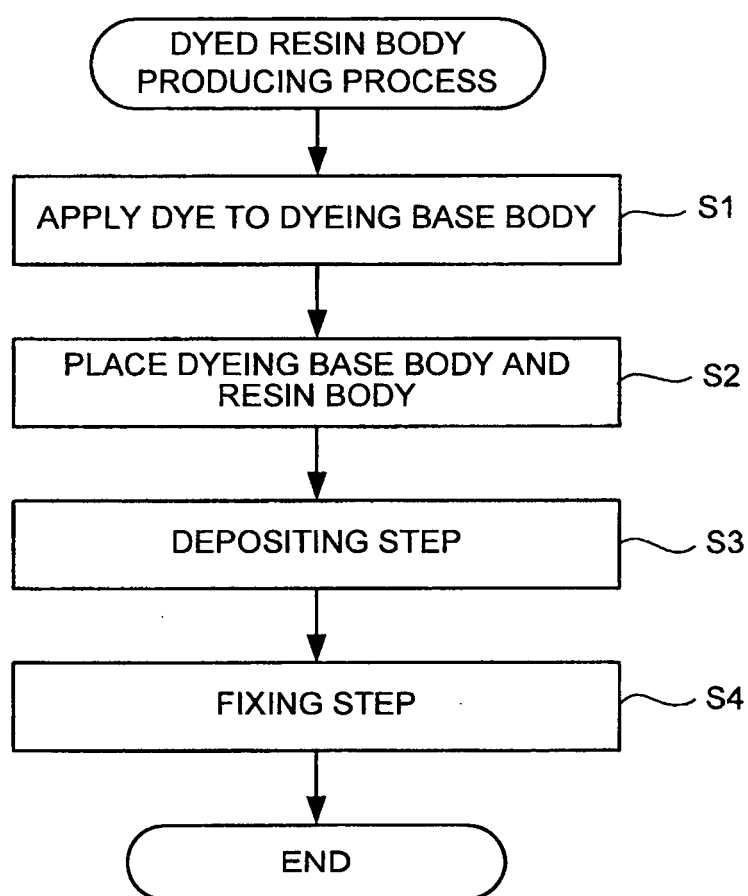 DYED RESIN BODY
PRODUCING PROCESS
APPLY DYE TO DYEING BASE BODY
S1
PLACE DYEING BASE BODY AND
RESIN BODY
S2
DEPOSITING STEP
S3
FIXING STEP
S4
END